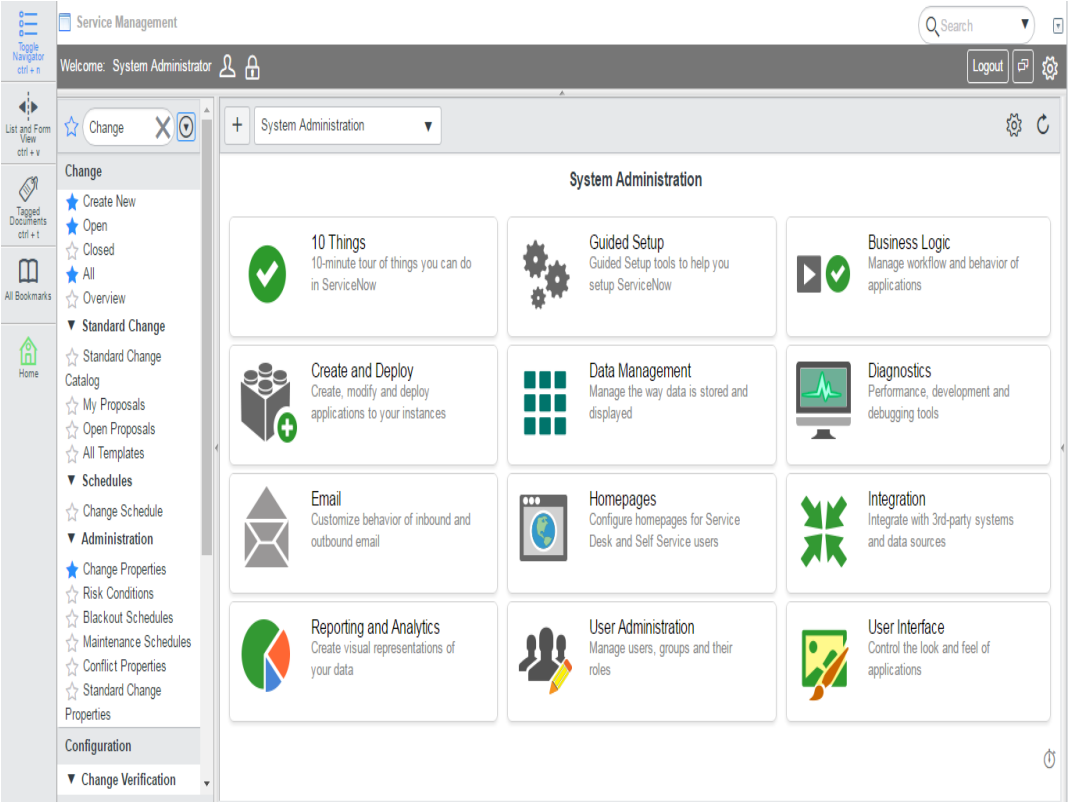 Service Management
Search
Welcome: System Administrator
Logout
Toggle
Navigator
ctrl + n
List and Form
View
ctrl + v
Tagged
Documents
ctrl + t
All Bookmarks
Home
Change
Change
Create New
Open
Closed
All
Overview
Standard Change
Standard Change
Catalog
My Proposals
Open Proposals
All Templates
Schedules
Change Schedule
Administration
Change Properties
Risk Conditions
Blackout Schedules
Maintenance Schedules
Conflict Properties
Standard Change
Properties
Configuration
Change Verification
+ System Administration
System Administration
10 Things
10-minute tour of things you can do
in ServiceNow
Guided Setup
Guided Setup tools to help you
setup ServiceNow
Business Logic
Manage workflow and behavior of
applications
Create and Deploy
Create, modify and deploy
applications to your instances
Data Management
Manage the way data is stored and
displayed
Diagnostics
Performance, development and
debugging tools
Email
Customize behavior of inbound and
outbound email
Homepages
Configure homepages for Service
Desk and Self Service users
Integration
Integrate with 3rd-party systems
and data sources
Reporting and Analytics
Create visual representations of
your data
User Administration
Manage users, groups and their
roles
User Interface
Control the look and feel of
applications